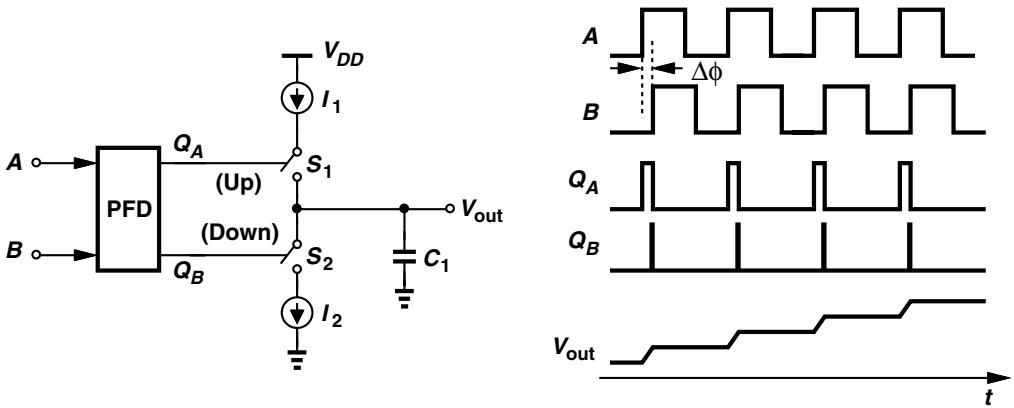 V_DD
I_1
A
Q_A
S_1
(Up)
PFD
V_out
(Down)
B
Q_B
S_2
C_1
I_2
A
Δϕ
B
Q_A
Q_B
V_out
t